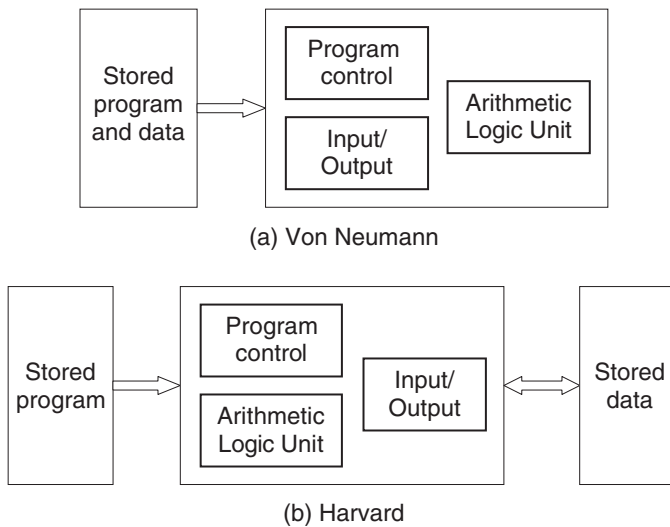 Stored
program
and data
Program
control
Input/
Output
Arithmetic
Logic Unit
(a) Von Neumann
Stored
program
Program
control
Arithmetic
Logic Unit
Input/
Output
Stored
data
(b) Harvard